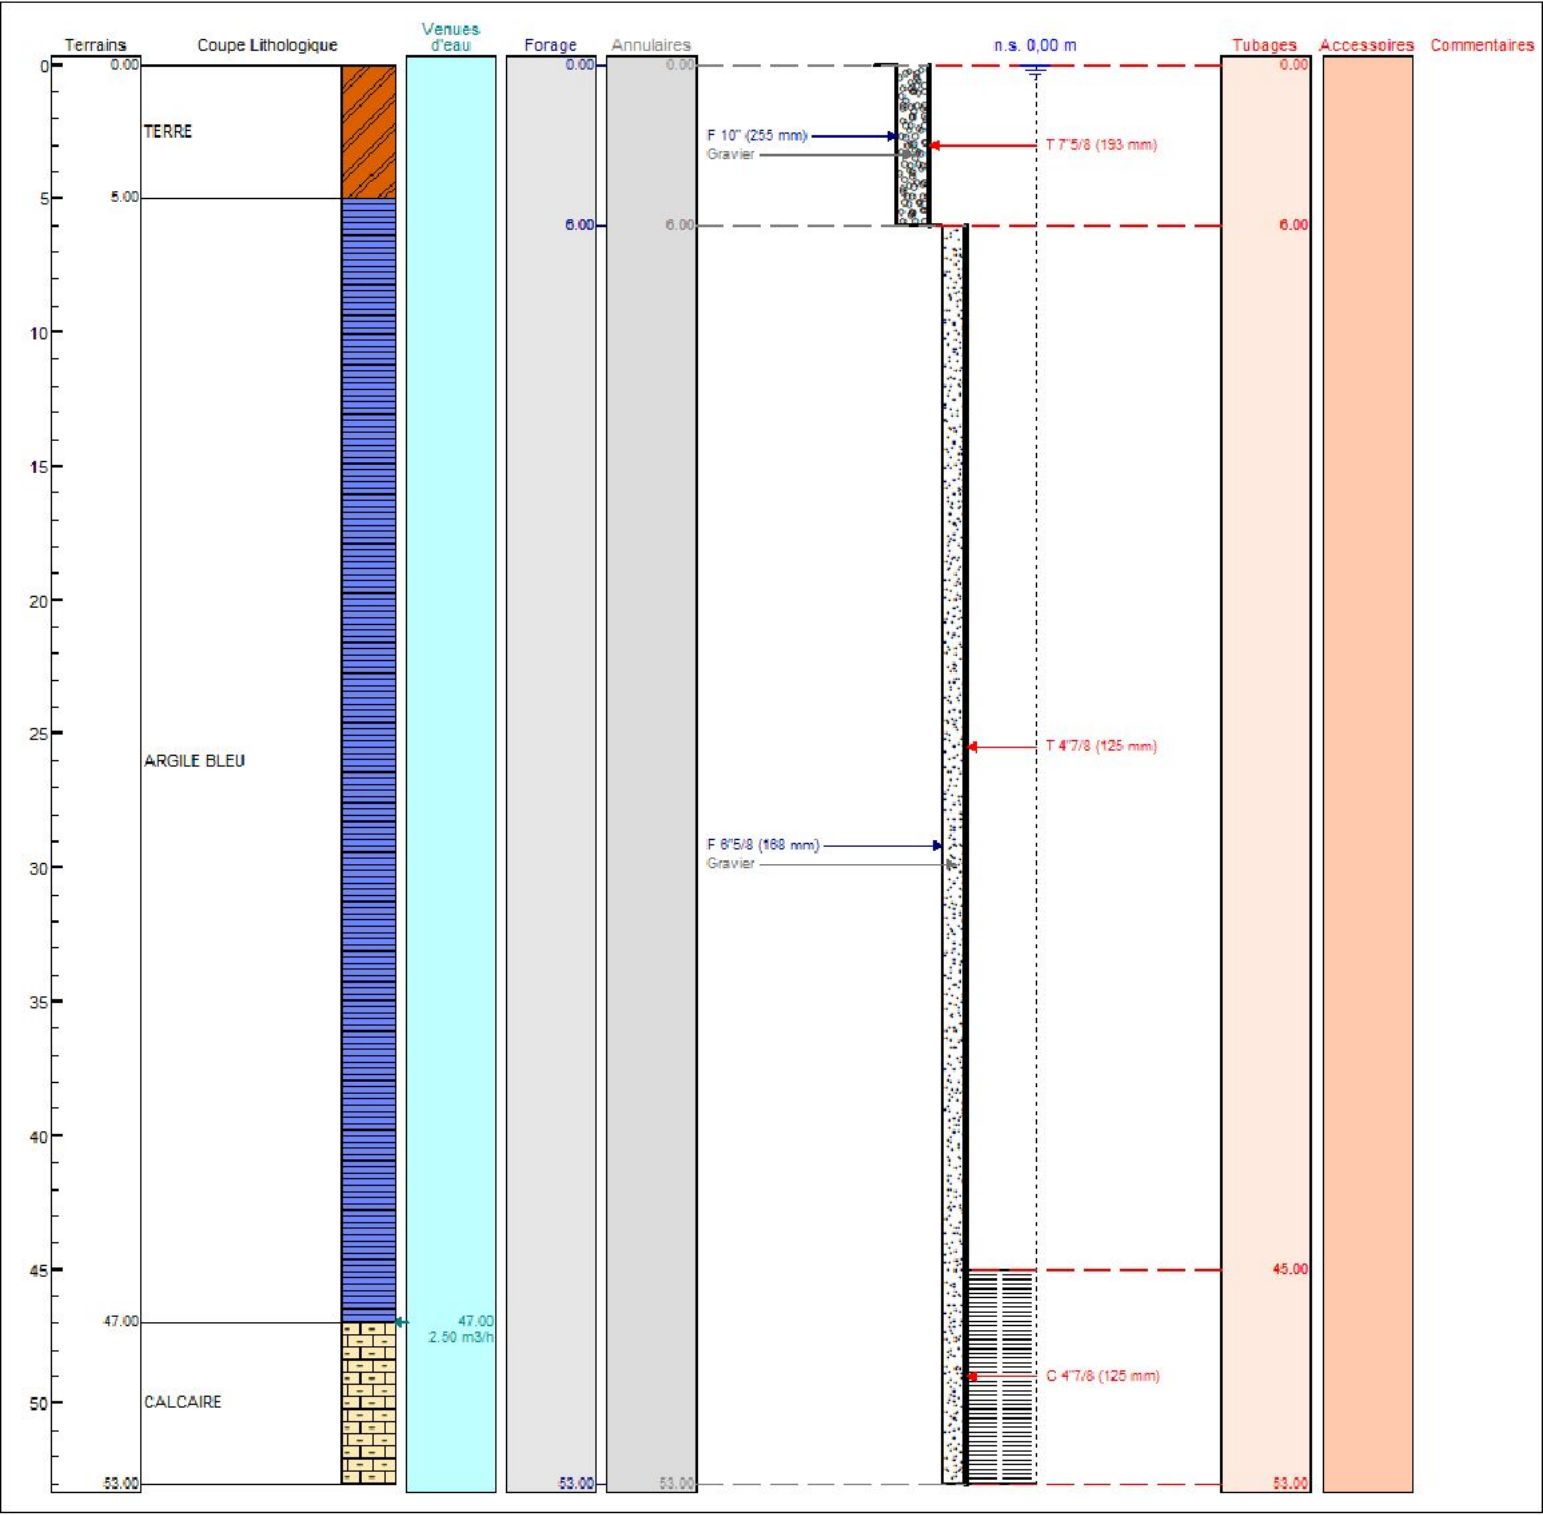 Terrains Coupe Lithologique Venues d'eau Forage Annulaires n.s. 0,00 m Tubages Accessoires Commentaires
0 0.00 0.00 0.00 0.00
TERRE
F 10" (255 mm)
T 7"5/8 (193 mm)
Gravier
5 5.00
6.00 6.00 6.00
10
15
20
25
T 4"7/8 (125 mm)
ARGILE BLEU
F 6"5/8 (168 mm)
Gravier
30
35
40
45 45.00
47.00 47.00
2.50 m3/h
C 4"7/8 (125 mm)
50 CALCAIRE
53.00 53.00 53.00 53.00